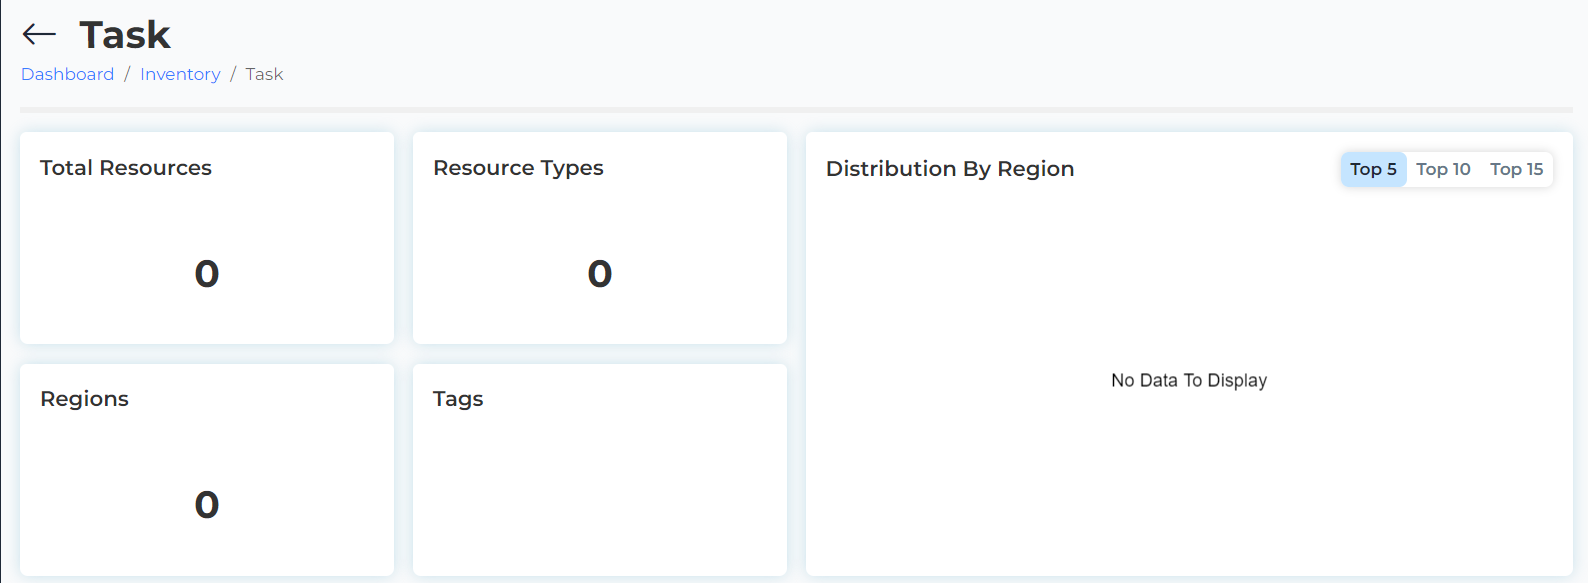 Task
Dashboard / Inventory / Task
Total Resources
0
Resource Types
0
Distribution By Region
Top 5 Top 10 Top 15
No Data To Display
Regions
0
Tags